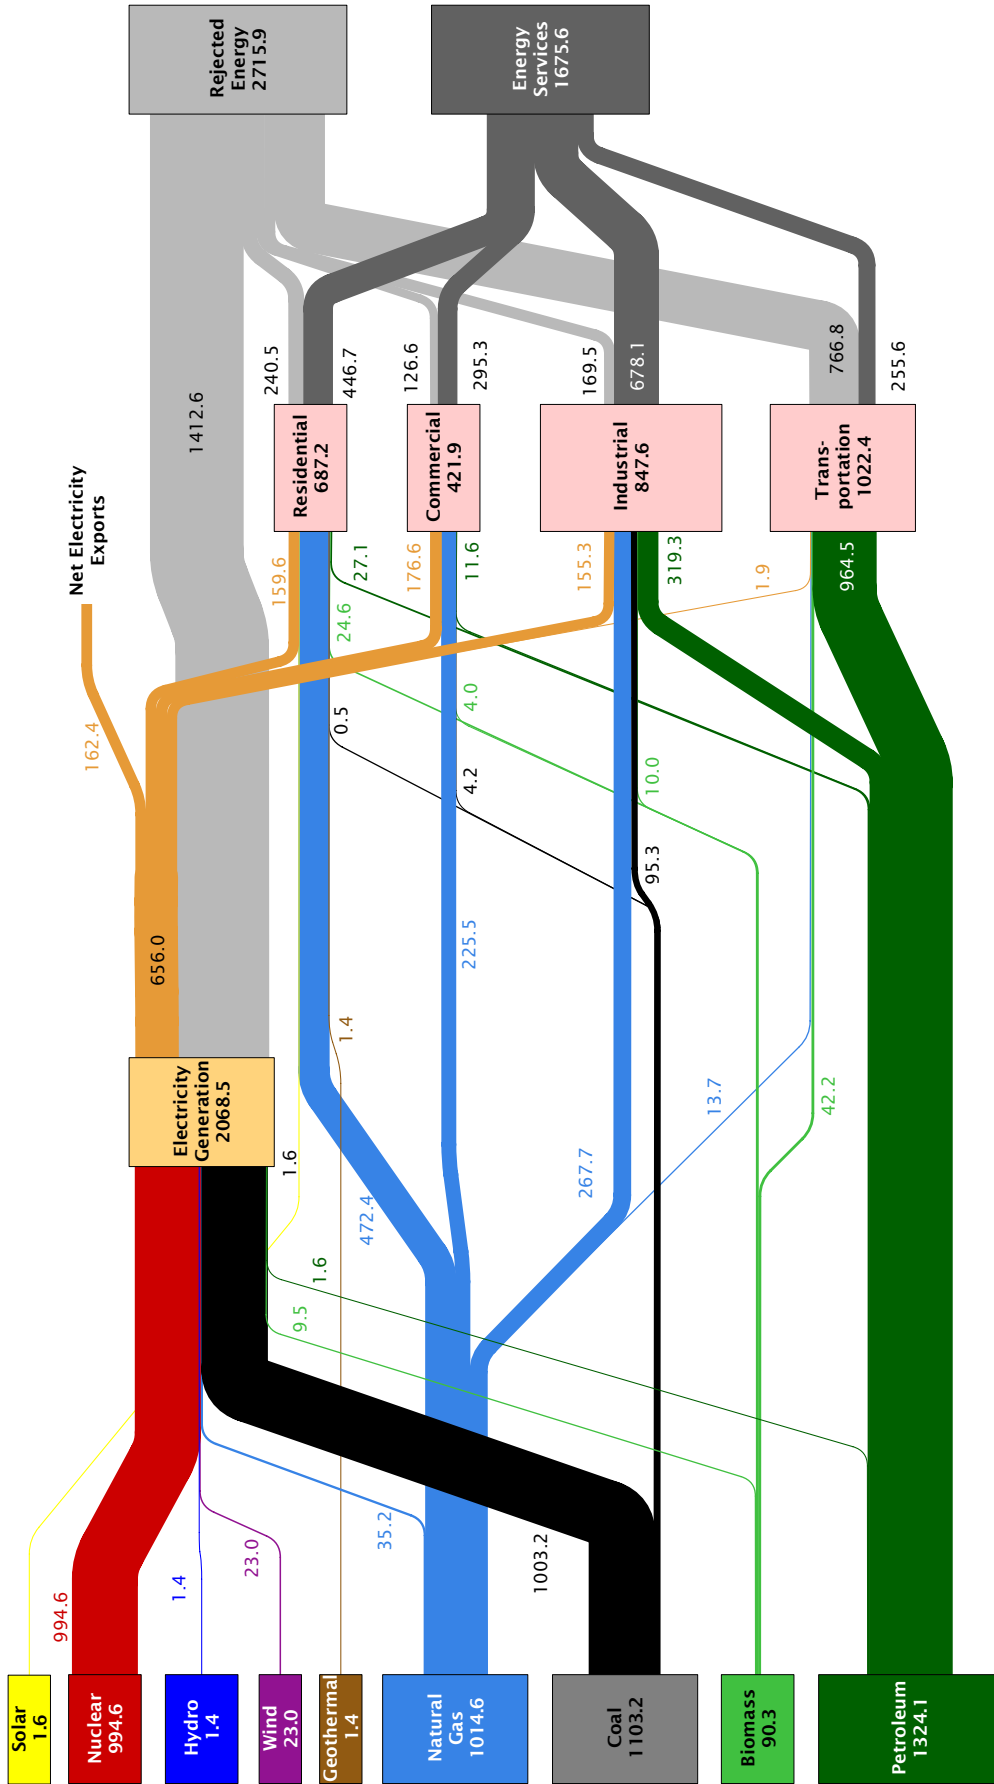 Net Electricity
Exports
162.4
Solar
1.6
Nuclear
994.6
Hydro
1.4
Wind
23.0
Geothermal
1.4
Natural
Gas
1014.6
Coal
1103.2
Biomass
90.3
Petroleum
1324.1
994.6
1.4
23.0
35.2
1003.2
1.6
9.5
1.6
Electricity
Generation
2068.5
472.4
267.7
13.7
42.2
1.4
656.0
225.5
95.3
4.2
10.0
0.5
4.0
24.6
159.6
27.1
176.6
11.6
155.3
319.3
1.9
964.5
1412.6
Residential
687.2
Commercial
421.9
Industrial
847.6
Trans-
portation
1022.4
240.5
446.7
126.6
295.3
169.5
678.1
766.8
255.6
Rejected
Energy
2715.9
Energy
Services
1675.6